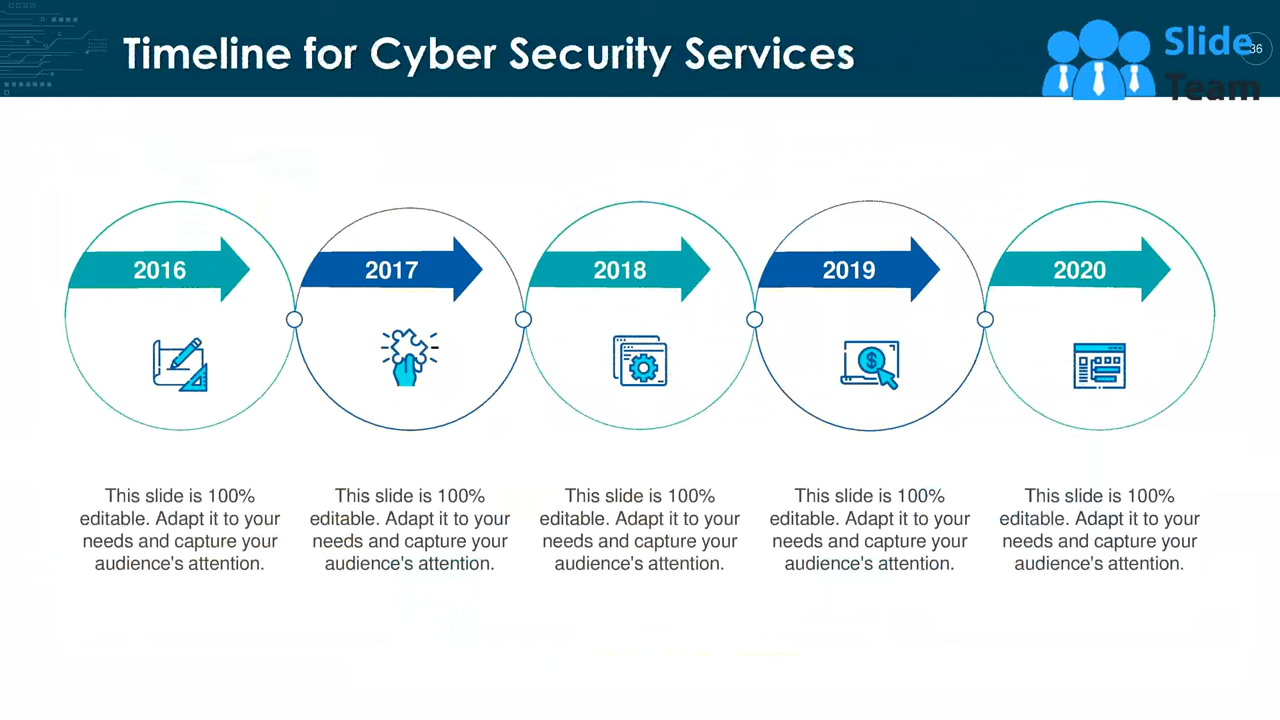 Timeline for Cyber Security Services
Slide
Team
36
2016
2017
2018
2019
2020
This slide is 100%
editable. Adapt it to your
needs and capture your
audience's attention.
This slide is 100%
editable. Adapt it to your
needs and capture your
audience's attention.
This slide is 100%
editable. Adapt it to your
needs and capture your
audience's attention.
This slide is 100%
editable. Adapt it to your
needs and capture your
audience's attention.
This slide is 100%
editable. Adapt it to your
needs and capture your
audience's attention.